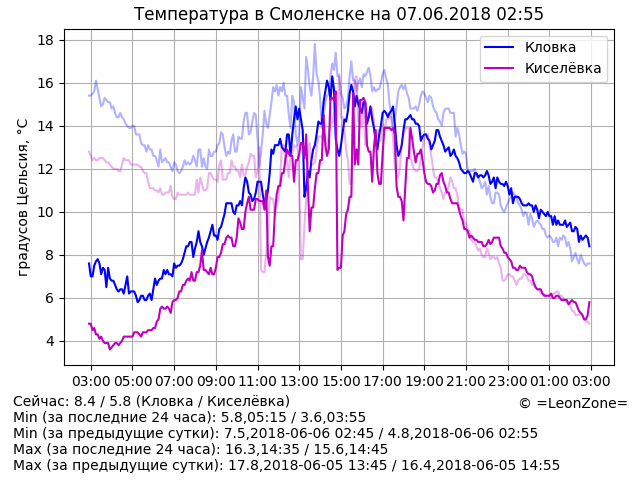 Температура в Смоленске на 07.06.2018 02:55
Кловка
Киселёвка
градусов Цельсия, °C
18
16
14
12
10
8
6
4
03:00 05:00 07:00 09:00 11:00 13:00 15:00 17:00 19:00 21:00 23:00 01:00 03:00
Сейчас: 8.4 / 5.8 (Кловка / Киселёвка)
© =LeonZone=
Min (за последние 24 часа): 5.8,05:15 / 3.6,03:55
Min (за предыдущие сутки): 7.5,2018-06-06 02:45 / 4.8,2018-06-06 02:55
Max (за последние 24 часа): 16.3,14:35 / 15.6,14:45
Max (за предыдущие сутки): 17.8,2018-06-05 13:45 / 16.4,2018-06-05 14:55